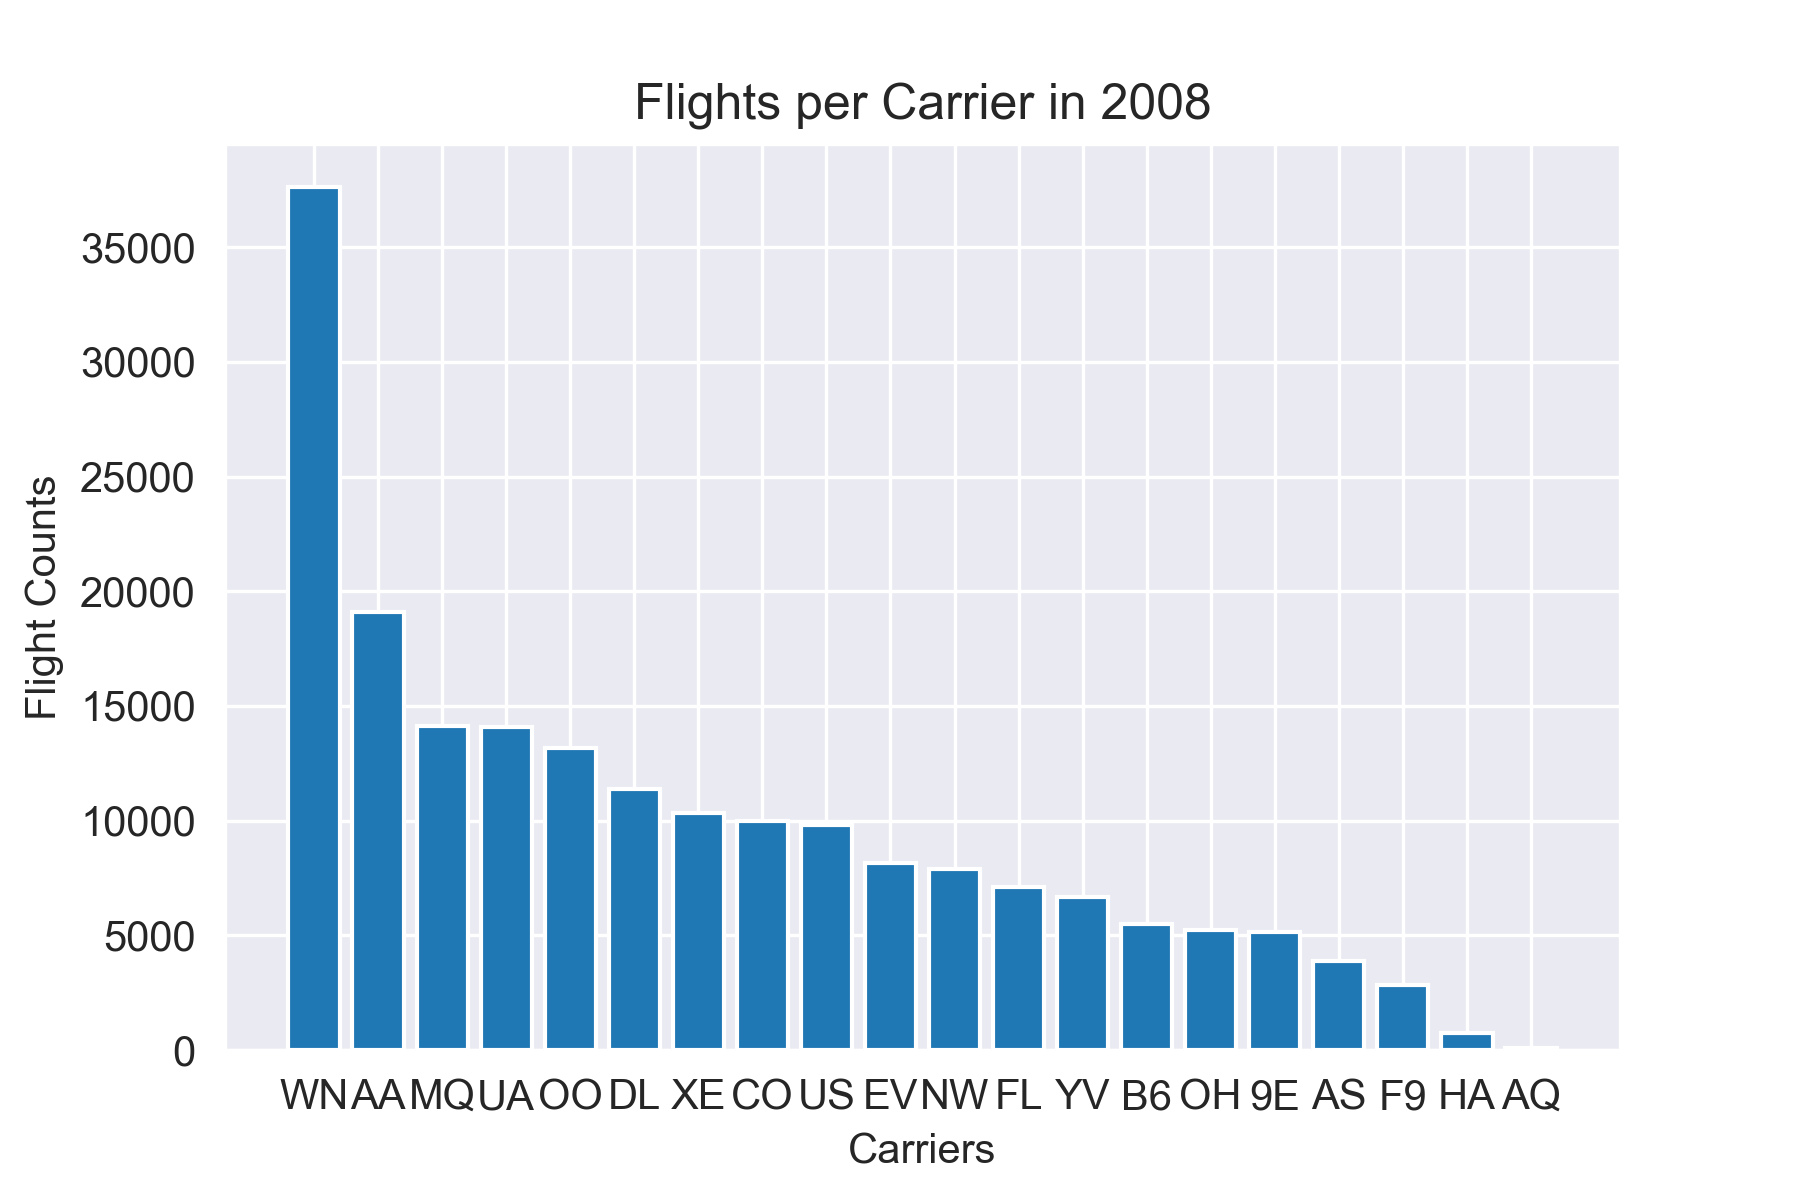 Flights per Carrier in 2008
35000
30000
25000
20000
15000
10000
5000
0
Flight Counts
WN AA MQ UA OO DL XE CO US EV NW FL YV B6 OH 9E AS F9 HA AQ
Carriers